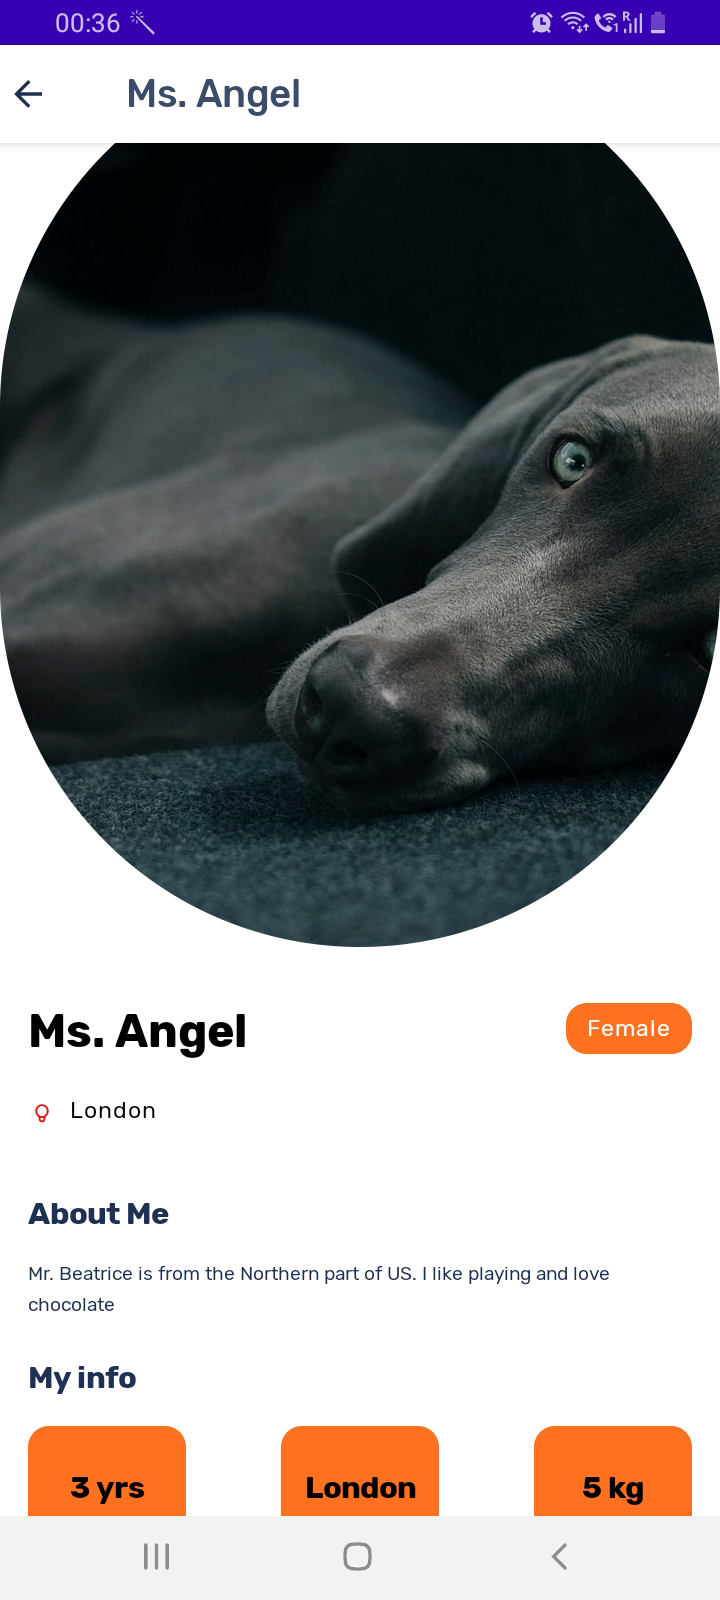 00:36
Ms. Angel
Ms. Angel
Female
London
About Me
Mr. Beatrice is from the Northern part of US. I like playing and love
chocolate
My info
3 yrs
London
5 kg